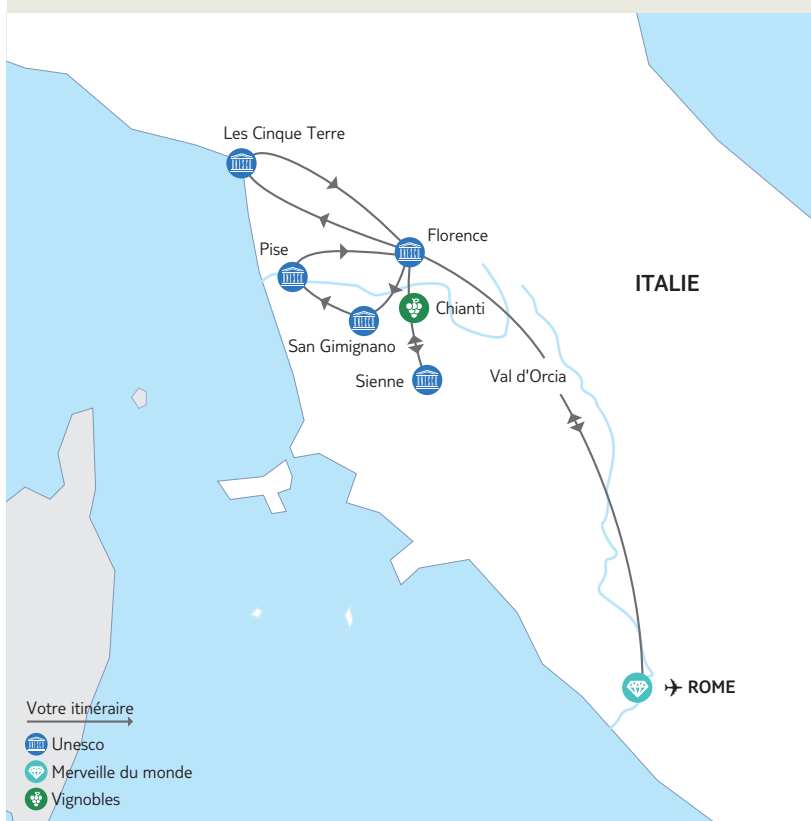 Les Cinque Terre
Florence
Pise
ITALIE
Chianti
San Gimignano
Sienne
Val d'Orcia
ROME
Votre itinéraire
Unesco
Merveille du monde
Vignobles